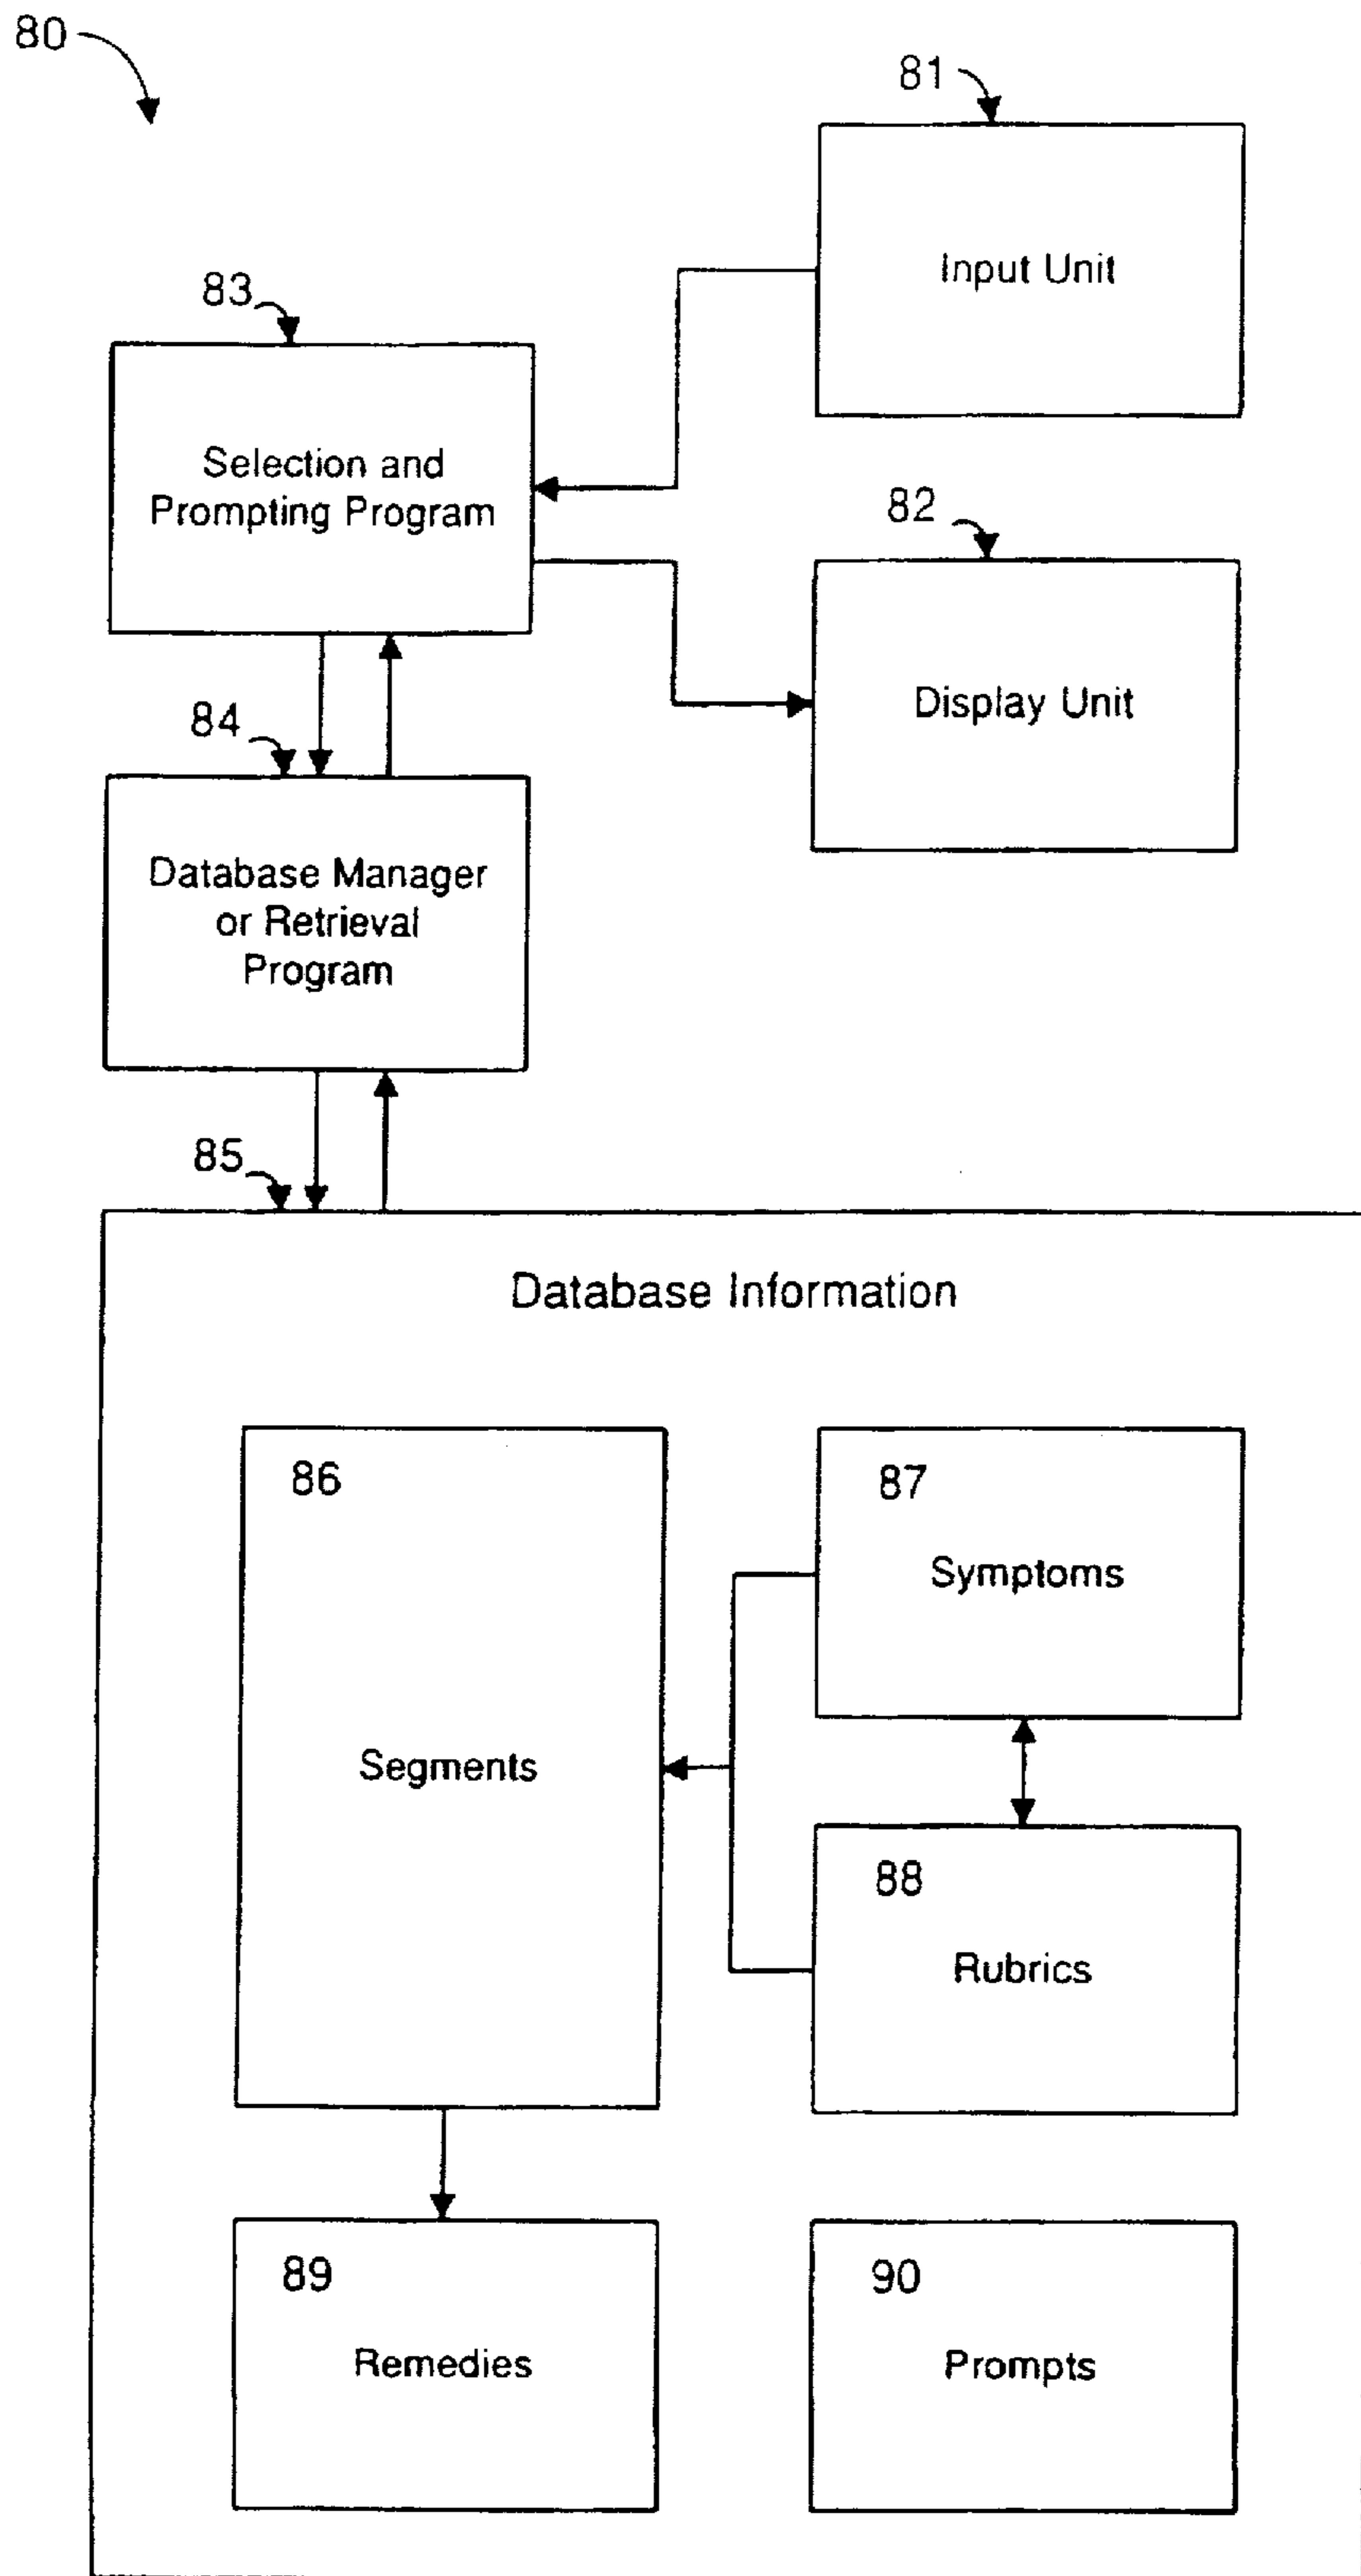 80
81
Input Unit
83
Selection and
Prompting Program
82
Display Unit
84
Database Manager
or Retrieval
Program
85
Database Information
86
Segments
87
Symptoms
88
Rubrics
89
Remedies
90
Prompts